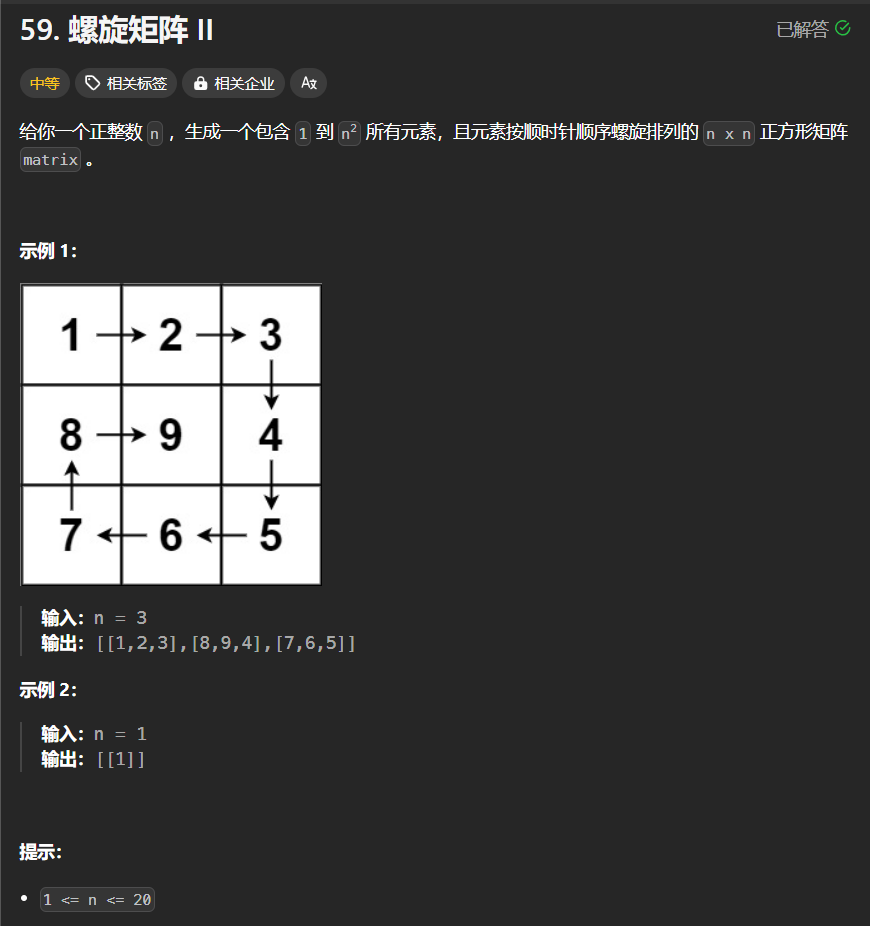 59. 螺旋矩阵 II
已解答
中等 相关标签 相关企业
给你一个正整数 n ，生成一个包含 1 到 n² 所有元素，且元素按顺时针顺序螺旋排列的 n x n 正方形矩阵
matrix 。
示例 1：
1 2 3
8 9 4
7 6 5
输入：n = 3
输出：[[1,2,3],[8,9,4],[7,6,5]]
示例 2：
输入：n = 1
输出：[[1]]
提示：
1 <= n <= 20